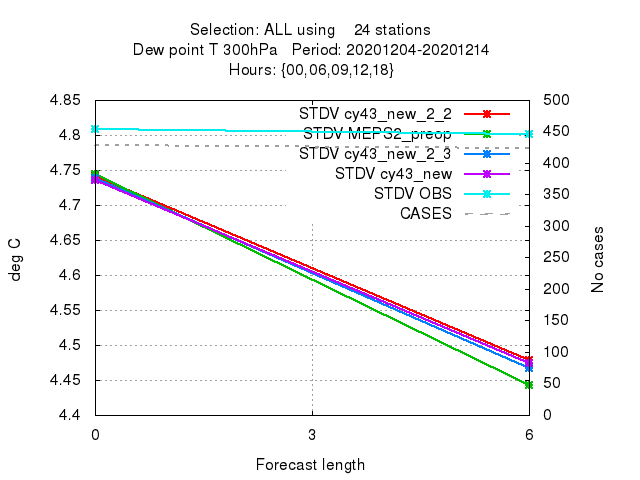 Selection: ALL using 24 stations
Dew point T 300hPa Period: 20201204-20201214
Hours: {00,06,09,12,18}
4.85
4.8
4.75
4.7
4.65
4.6
4.55
4.5
4.45
4.4
500
450
400
350
300
250
200
150
100
50
0
STDV cy43_new_2_2
STDV MEPS2_preop
STDV cy43_new_2_3
STDV cy43_new
STDV OBS
CASES
deg C
No cases
0 3 6
Forecast length